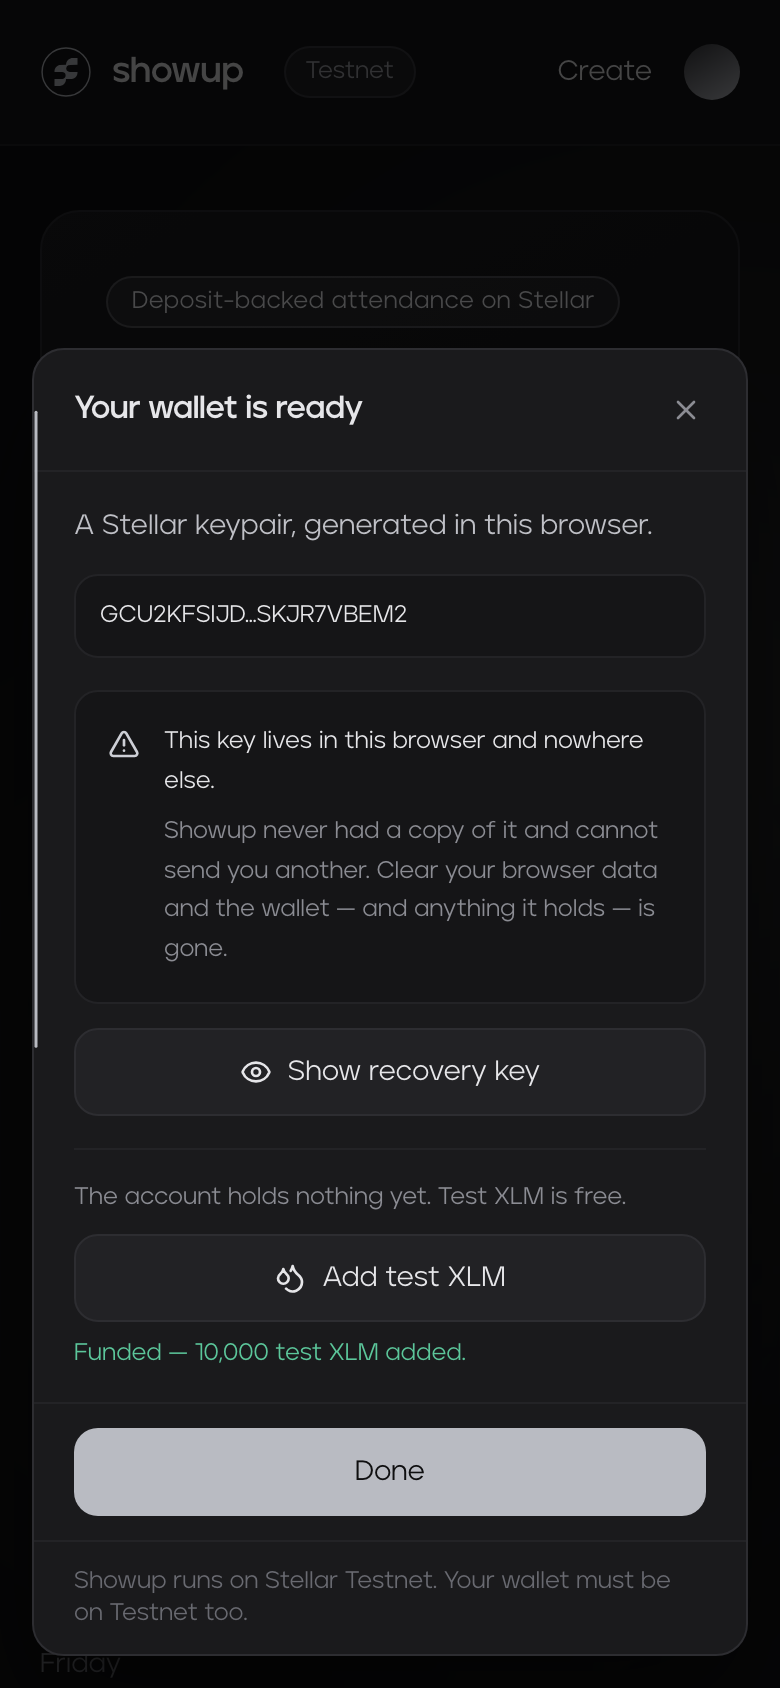 showup
Testnet
Create
Deposit-backed attendance on Stellar
Your wallet is ready
A Stellar keypair, generated in this browser.
GCU2KFSIJD…SKJR7VBEM2
This key lives in this browser and nowhere
else.
Showup never had a copy of it and cannot
send you another. Clear your browser data
and the wallet — and anything it holds — is
gone.
Show recovery key
The account holds nothing yet. Test XLM is free.
Add test XLM
Funded — 10,000 test XLM added.
Done
Showup runs on Stellar Testnet. Your wallet must be
on Testnet too.
Friday